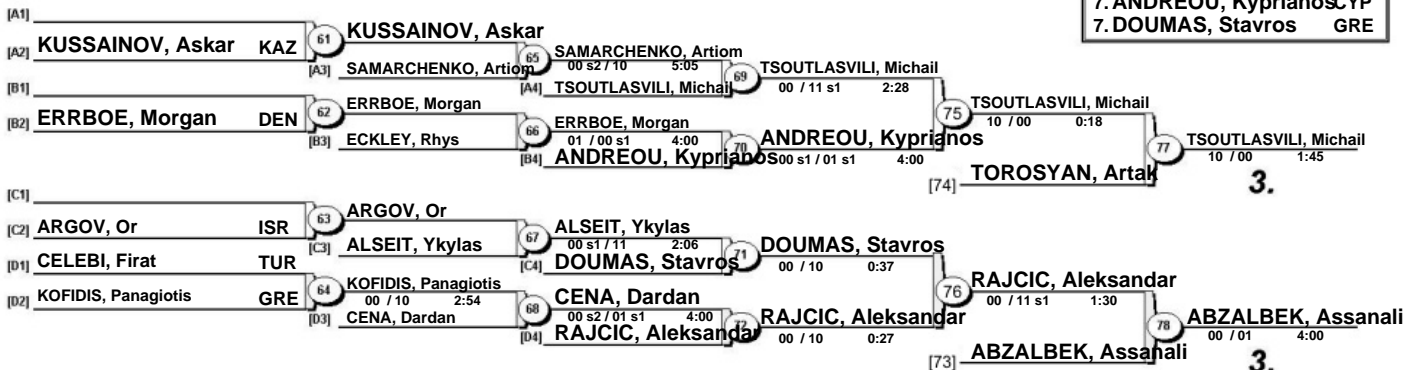 7. ANDREOU, Kyprianos CYP
7. DOUMAS, Stavros GRE
[A1]
[A2] KUSSAINOV, Askar KAZ
61
KUSSAINOV, Askar
[A3] SAMARCHENKO, Artiom
65
SAMARCHENKO, Artiom
00 s2 / 10 5:05
[A4] TSOUTLASVILI, Michail
69
TSOUTLASVILI, Michail
00 / 11 s1 2:28
[B1]
[B2] ERRBOE, Morgan DEN
62
ERRBOE, Morgan
[B3] ECKLEY, Rhys
66
ERRBOE, Morgan
01 / 00 s1 4:00
[B4] ANDREOU, Kyprianos
70
ANDREOU, Kyprianos
00 s1 / 01 s1 4:00
75
TSOUTLASVILI, Michail
10 / 00 0:18
[74] TOROSYAN, Artak
77
TSOUTLASVILI, Michail
10 / 00 1:45
3.
[C1]
[C2] ARGOV, Or ISR
63
ARGOV, Or
[C3] ALSEIT, Ykylas
67
ALSEIT, Ykylas
00 s1 / 11 2:06
[C4] DOUMAS, Stavros
71
DOUMAS, Stavros
00 / 10 0:37
[D1] CELEBI, Firat TUR
[D2] KOFIDIS, Panagiotis GRE
64
KOFIDIS, Panagiotis
00 / 10 2:54
[D3] CENA, Dardan
68
CENA, Dardan
00 s2 / 01 s1 4:00
[D4] RAJCIC, Aleksandar
72
RAJCIC, Aleksandar
00 / 10 0:27
76
RAJCIC, Aleksandar
00 / 11 s1 1:30
[73] ABZALBEK, Assanali
78
ABZALBEK, Assanali
00 / 01 4:00
3.